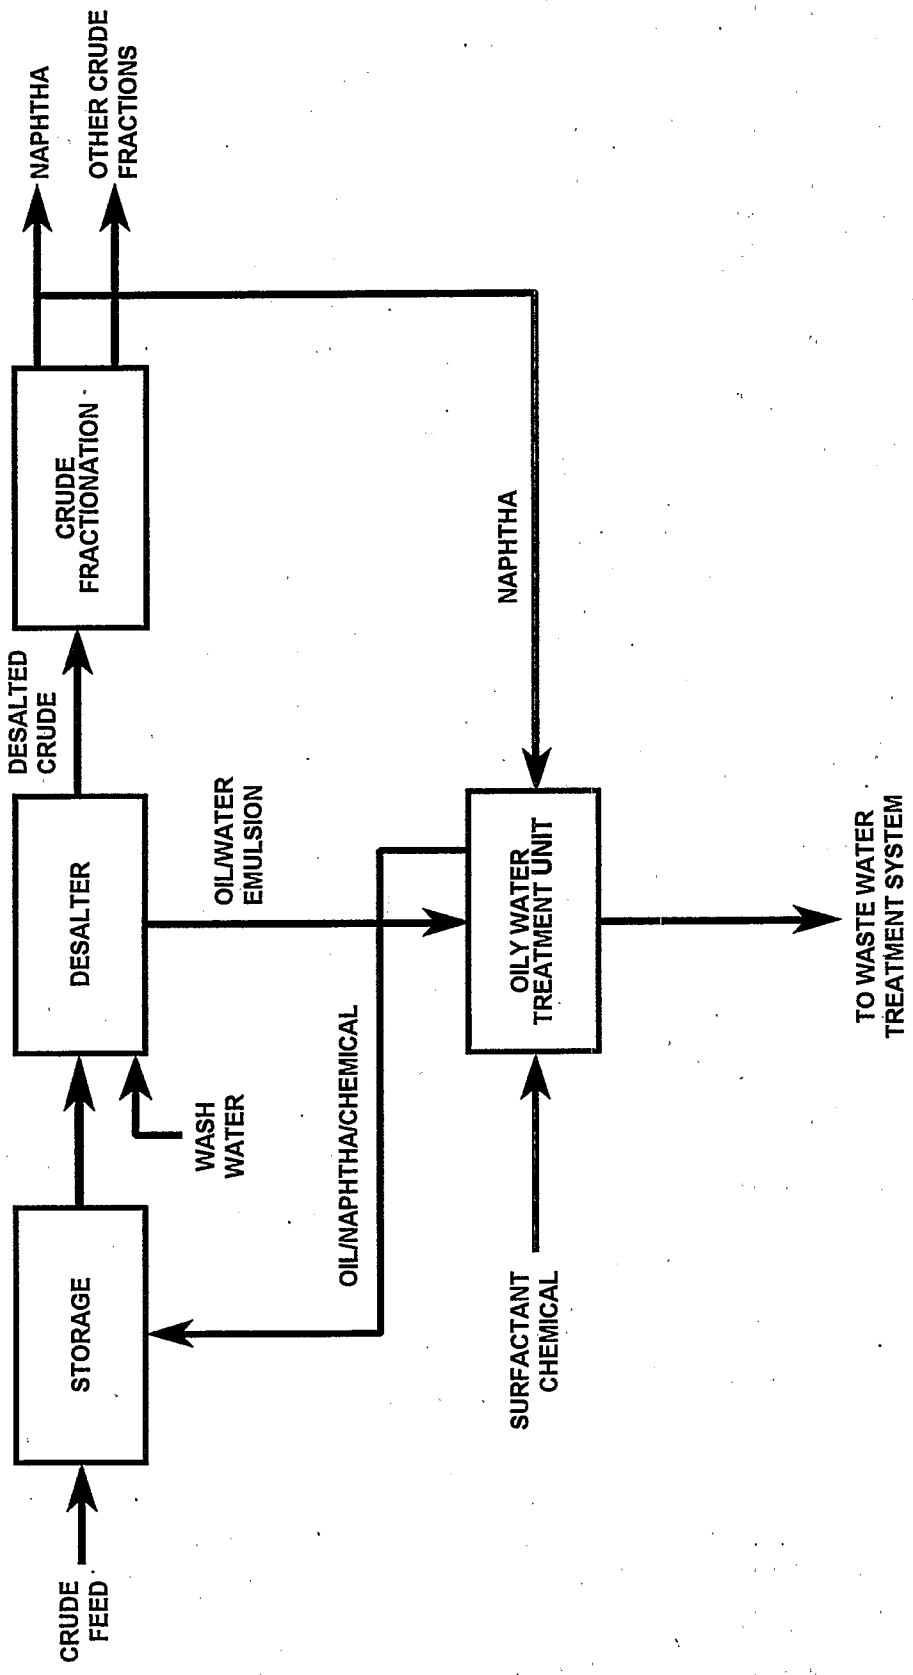 CRUDE
FEED
STORAGE
WASH
WATER
DESALTER
DESALTED
CRUDE
CRUDE
FRACTIONATION
NAPHTHA
OTHER CRUDE
FRACTIONS
OIL/WATER
EMULSION
OIL/NAPHTHA/CHEMICAL
NAPHTHA
SURFACTANT
CHEMICAL
OILY WATER
TREATMENT UNIT
TO WASTE WATER
TREATMENT SYSTEM